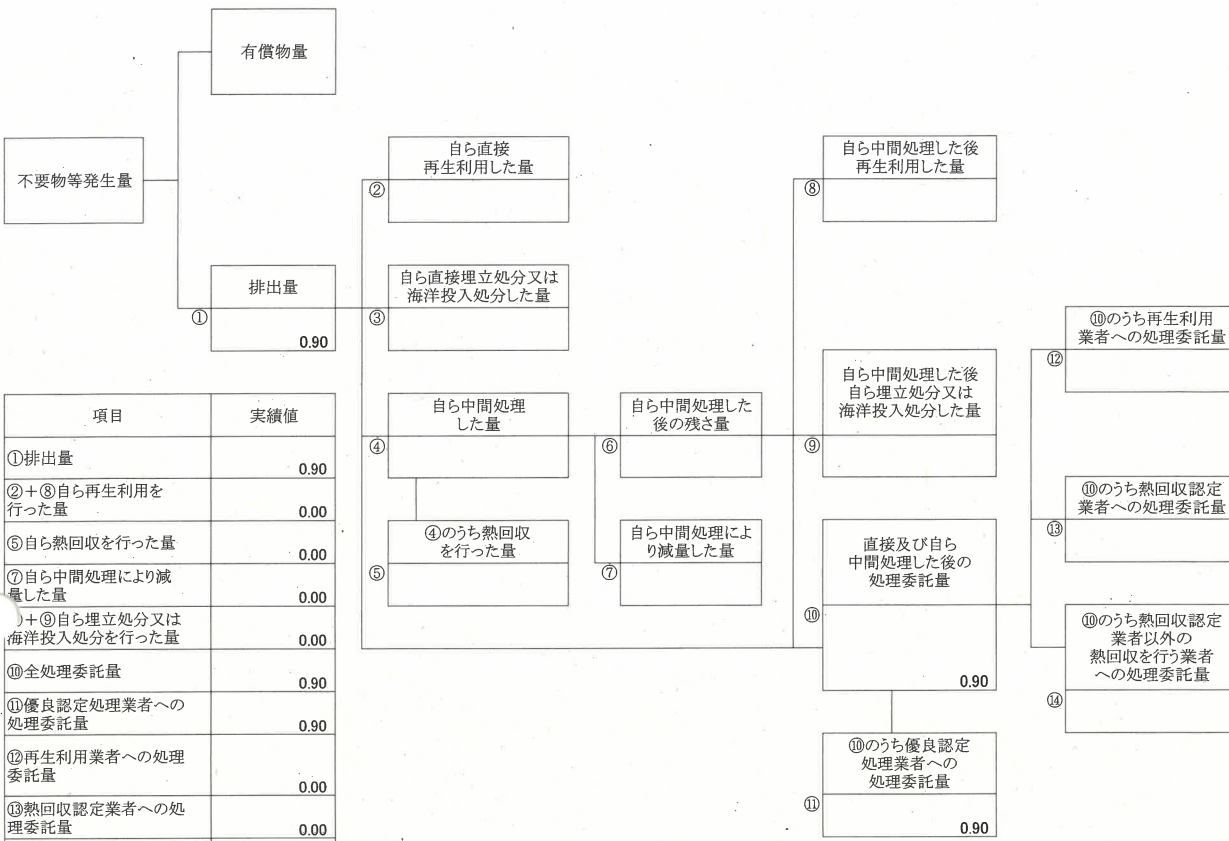 有償物量
不要物等発生量
排出量
①
0.90
自ら直接
再生利用した量
②
自ら直接埋立処分又は
海洋投入処分した量
③
自ら中間処理
した量
④
④のうち熱回収
を行った量
⑤
自ら中間処理した
後の残さ量
⑥
自ら中間処理によ
り減量した量
⑦
自ら中間処理した後
再生利用した量
⑧
自ら中間処理した後
自ら埋立処分又は
海洋投入処分した量
⑨
直接及び自ら
中間処理した後の
処理委託量
⑩
0.90
⑩のうち優良認定
処理業者への
処理委託量
⑪
0.90
⑩のうち再生利用
業者への処理委託量
⑫
⑩のうち熱回収認定
業者への処理委託量
⑬
⑩のうち熱回収認定
業者以外の
熱回収を行う業者
への処理委託量
⑭
項目 実績値
①排出量 0.90
②+⑧自ら再生利用を
行った量 0.00
⑤自ら熱回収を行った量 0.00
⑦自ら中間処理により減
量した量 0.00
+⑨自ら埋立処分又は
海洋投入処分を行った量 0.00
⑩全処理委託量 0.90
⑪優良認定処理業者への
処理委託量 0.90
⑫再生利用業者への処理
委託量 0.00
⑬熱回収認定業者への処
理委託量 0.00